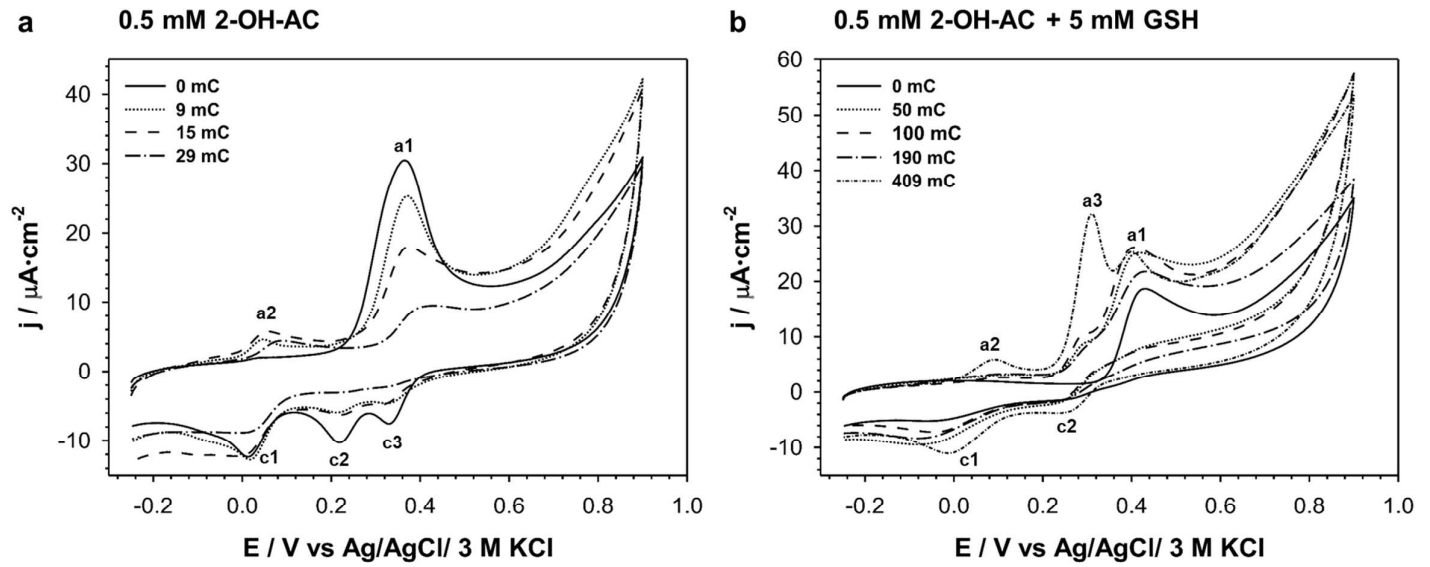 a
0.5 mM 2-OH-AC
0 mC
9 mC
15 mC
29 mC
a1
a2
c1
c2
c3
40
30
20
10
0
-10
j / μA·cm-2
-0.2 0.0 0.2 0.4 0.6 0.8 1.0
E / V vs Ag/AgCl/ 3 M KCl
b
0.5 mM 2-OH-AC + 5 mM GSH
0 mC
50 mC
100 mC
190 mC
409 mC
a3
a1
a2
c2
c1
60
50
40
30
20
10
0
-10
j / μA·cm-2
-0.2 0.0 0.2 0.4 0.6 0.8 1.0
E / V vs Ag/AgCl/ 3 M KCl